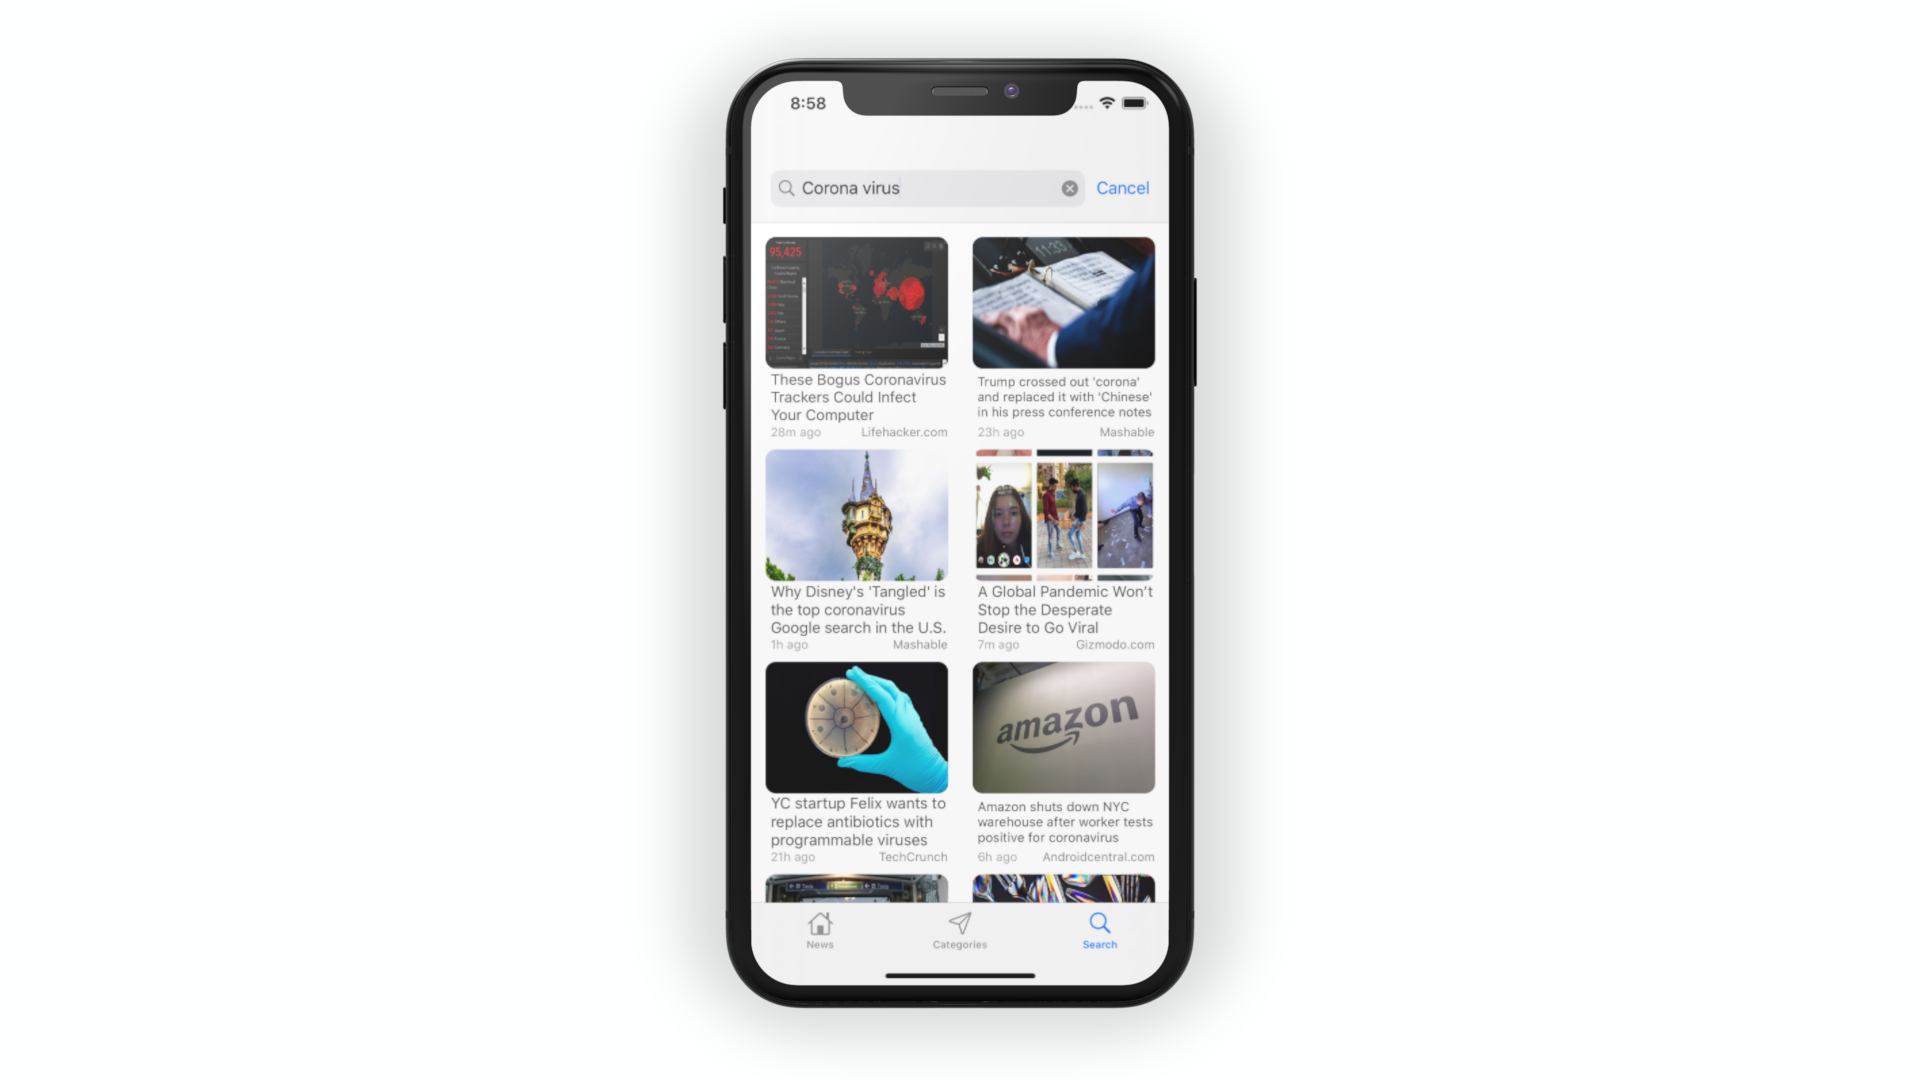 8:58
Corona virus
Cancel
95,425
These Bogus Coronavirus
Trackers Could Infect
Your Computer
28m ago
Lifehacker.com
11:33
Trump crossed out 'corona'
and replaced it with 'Chinese'
in his press conference notes
23h ago
Mashable
Why Disney's 'Tangled' is
the top coronavirus
Google search in the U.S.
1h ago
Mashable
A Global Pandemic Won't
Stop the Desperate
Desire to Go Viral
7m ago
Gizmodo.com
YC startup Felix wants to
replace antibiotics with
programmable viruses
21h ago
TechCrunch
amazon
Amazon shuts down NYC
warehouse after worker tests
positive for coronavirus
6h ago
Androidcentral.com
News
Categories
Search